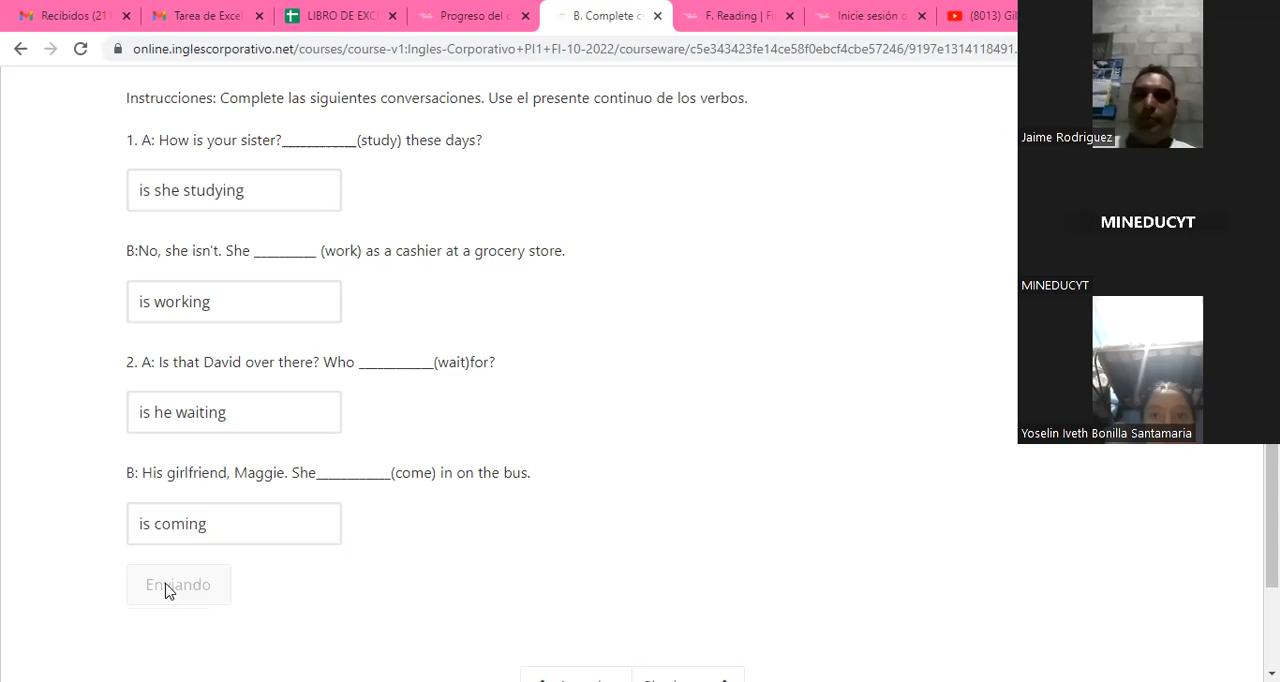 Recibidos (21
Tarea de Exce
LIBRO DE EXC
Progreso del
B. Complete c
F. Reading | Fi
Inicie sesión o
(8013) Gil
online.inglescorporativo.net/courses/course-v1:Ingles-Corporativo+PI1+FI-10-2022/courseware/c5e343423fe14ce58f0ebcf4cbe57246/9197e1314118491.
Instrucciones: Complete las siguientes conversaciones. Use el presente continuo de los verbos.
1. A: How is your sister?____________(study) these days?
is she studying
B:No, she isn't. She __________ (work) as a cashier at a grocery store.
is working
2. A: Is that David over there? Who ____________(wait)for?
is he waiting
B: His girlfriend, Maggie. She____________(come) in on the bus.
is coming
Enviando
Jaime Rodriguez
MINEDUCYT
MINEDUCYT
Yoselin Iveth Bonilla Santamaria